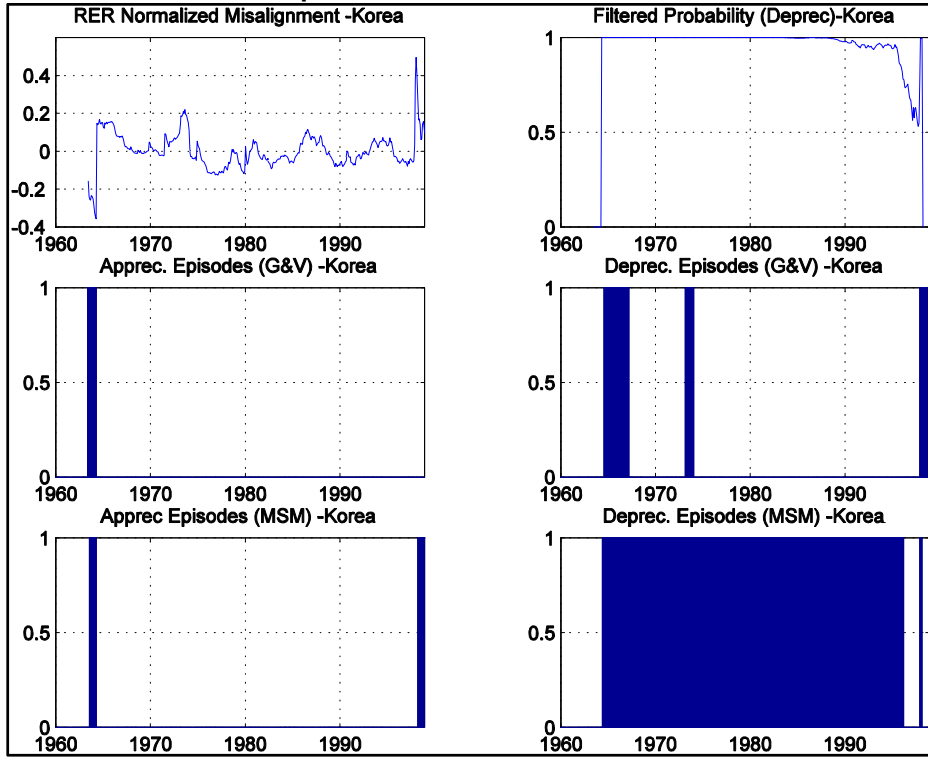 RER Normalized Misalignment -Korea
0.4
0.2
0
-0.2
-0.4
1960 1970 1980 1990
Filtered Probability (Deprec)-Korea
1
0.5
0
1960 1970 1980 1990
Apprec. Episodes (G&V) -Korea
1
0.5
0
1960 1970 1980 1990
Deprec. Episodes (G&V) -Korea
1
0.5
0
1960 1970 1980 1990
Apprec Episodes (MSM) -Korea
1
0.5
0
1960 1970 1980 1990
Deprec. Episodes (MSM) -Korea
1
0.5
0
1960 1970 1980 1990